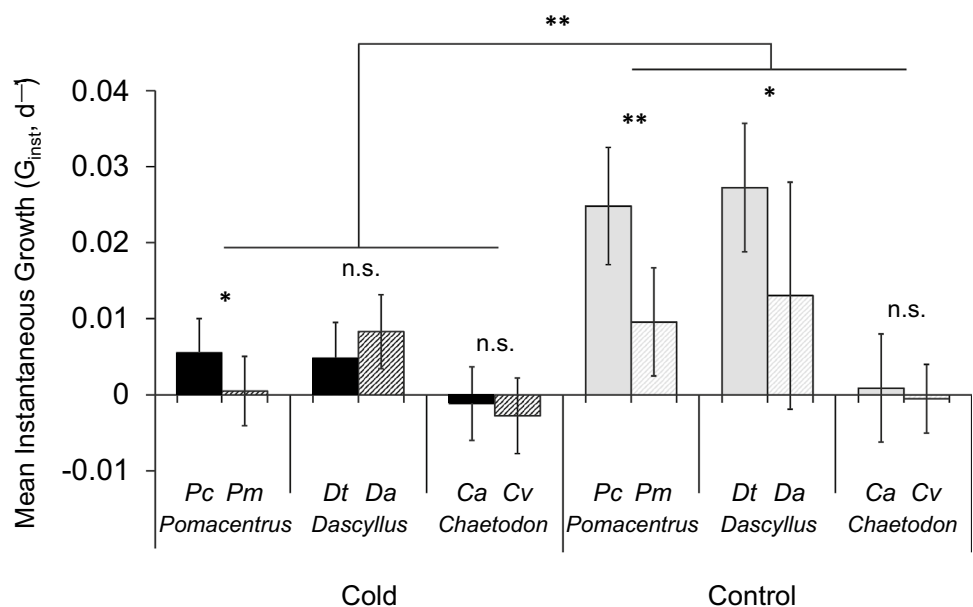 **
Mean Instantaneous Growth (Ginst, d–1)
0.04
0.03
0.02
0.01
0
-0.01
* n.s. n.s. ** * n.s.
Pc Pm Dt Da Ca Cv Pc Pm Dt Da Ca Cv
Pomacentrus Dascyllus Chaetodon Pomacentrus Dascyllus Chaetodon
Cold Control